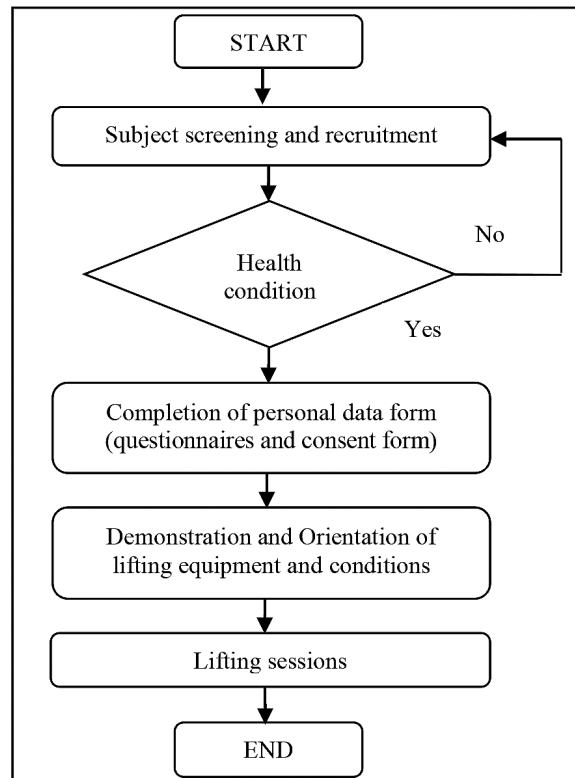 START
Subject screening and recruitment
No
Health
condition
Yes
Completion of personal data form
(questionnaires and consent form)
Demonstration and Orientation of
lifting equipment and conditions
Lifting sessions
END